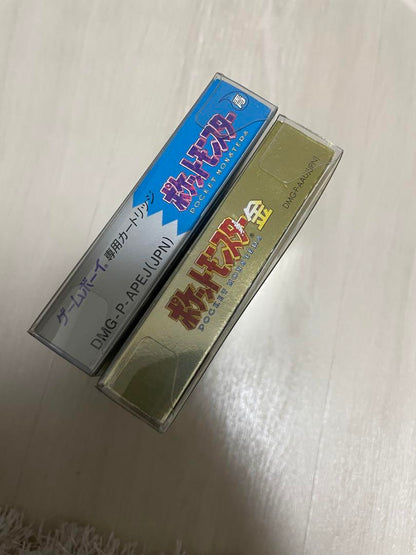 ポケットモンスター
POCKET MONSTERS
ゲームボーイ専用カートリッジ
DMG-P-APEJ(JPN)
ポケットモンスター金
POCKET MONSTERS
DMG-P-AAUJ(JPN)